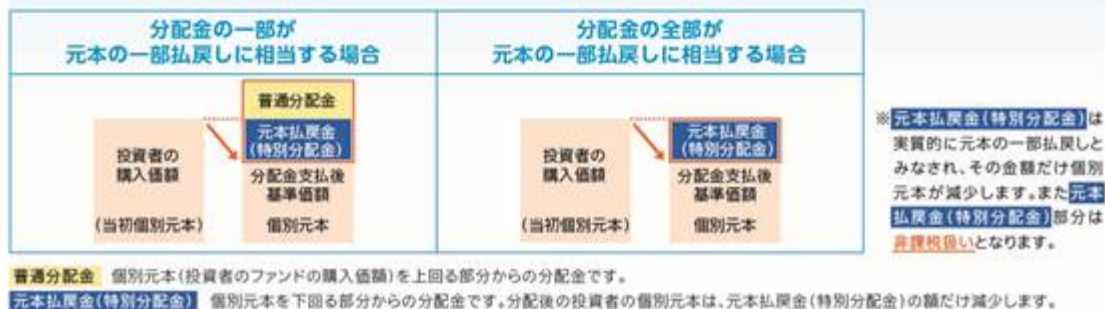 分配金の一部が
元本の一部払戻しに相当する場合
分配金の全部が
元本の一部払戻しに相当する場合
普通分配金
元本払戻金
(特別分配金)
投資者の
購入価額
(当初個別元本)
分配金支払後
基準価額
個別元本
元本払戻金
(特別分配金)
投資者の
購入価額
(当初個別元本)
分配金支払後
基準価額
個別元本
※元本払戻金(特別分配金)は
実質的に元本の一部払戻しと
みなされ、その金額だけ個別
元本が減少します。また元本
払戻金(特別分配金)部分は
非課税扱いとなります。
普通分配金 個別元本(投資者のファンドの購入価額)を上回る部分からの分配金です。
元本払戻金(特別分配金) 個別元本を下回る部分からの分配金です。分配後の投資者の個別元本は、元本払戻金(特別分配金)の額だけ減少します。